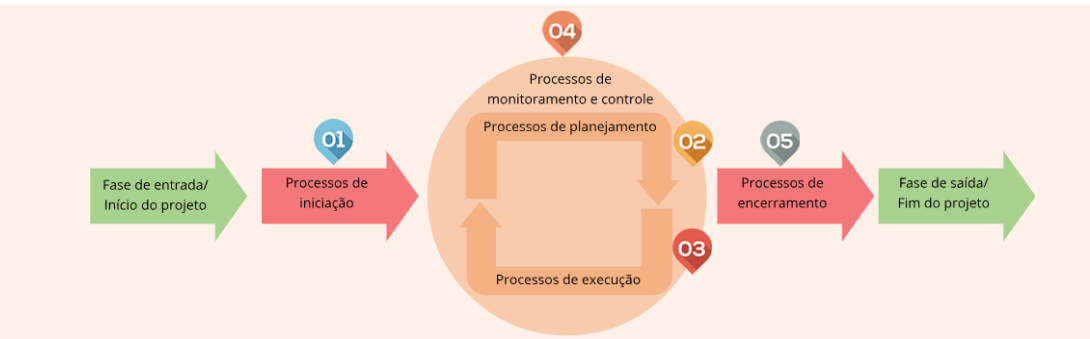 04
Processos de
monitoramento e controle
Processos de planejamento
01
02
05
Fase de entrada/
Início do projeto
Processos de
iniciação
Processos de
encerramento
Fase de saída/
Fim do projeto
03
Processos de execução